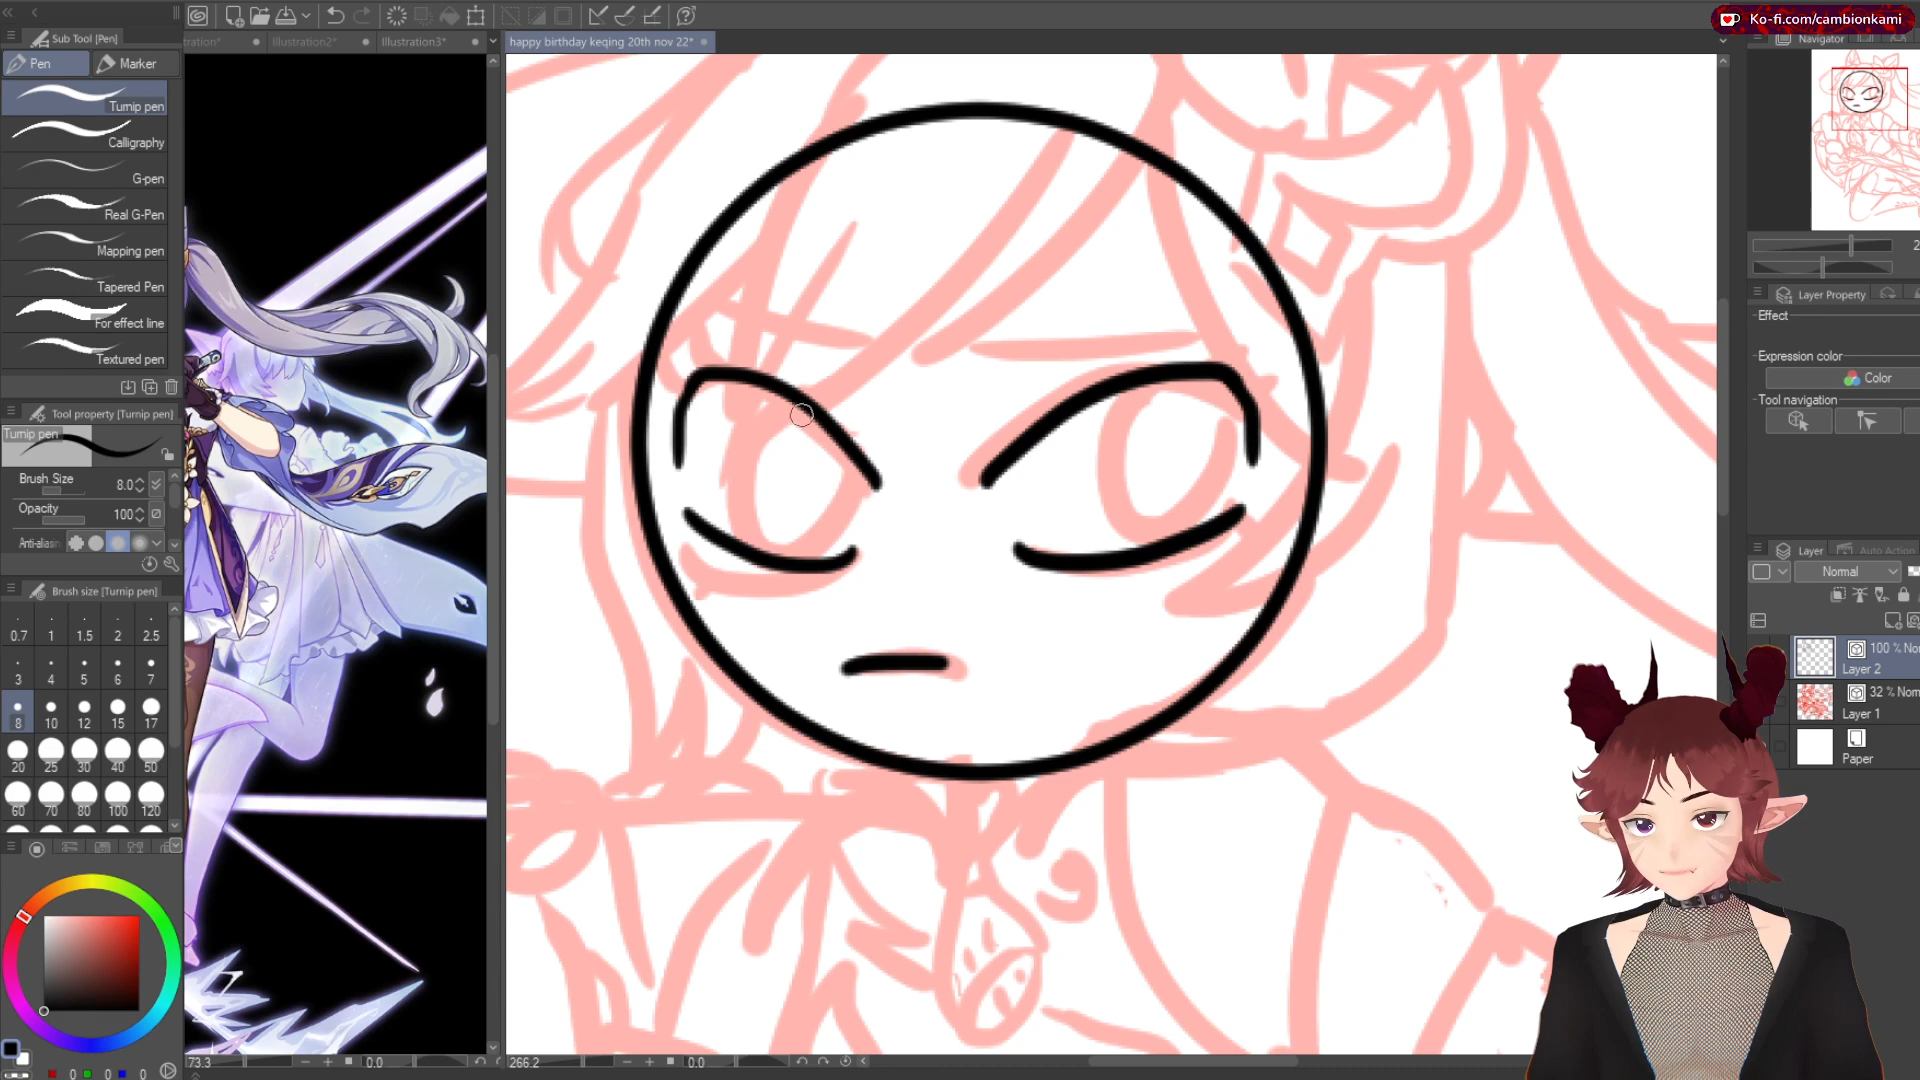 Ko-fi.com/cambionkami
Sub Tool [Pen]
Illustration2*
Illustration3*
happy birthday keqing 20th nov 22*
Navigator
Pen
Marker
Turnip pen
Calligraphy
G-pen
Real G-Pen
Mapping pen
Tapered Pen
For effect line
Textured pen
Tool property [Turnip pen]
Turnip pen
Brush Size
8.0
Opacity
100
Anti-alias
Brush size [Turnip pen]
0.7 1 1.5 2 2.5
3 4 5 6 7
8 10 12 15 17
20 25 30 40 50
60 70 80 100 120
0 0 0
73.3
0.0
266.2
0.0
Layer Property
Effect
Expression color
Color
Tool navigation
Layer
Auto Action
Normal
100 % No
Layer 2
32 % Nom
Layer 1
Paper